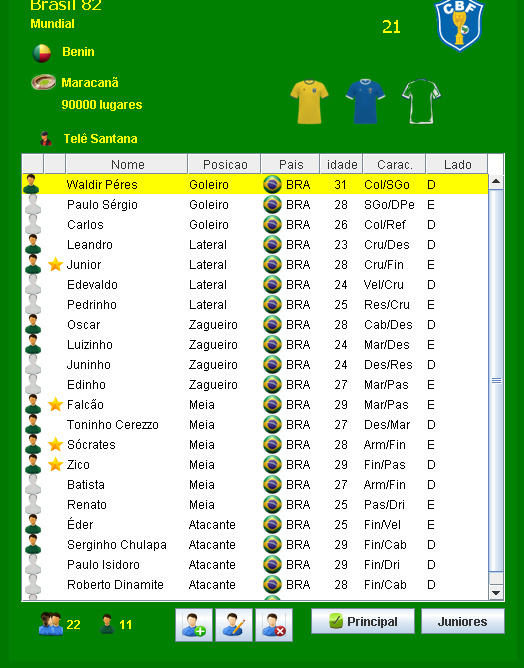 Brasil 82
Mundial
21
CBF
Benin
Maracanã
90000 lugares
Telê Santana
Nome Posicao Pais idade Carac. Lado
Waldir Péres Goleiro BRA 31 Col/SGo D
Paulo Sérgio Goleiro BRA 28 SGo/DPe E
Carlos Goleiro BRA 26 Col/Ref D
Leandro Lateral BRA 23 Cru/Des D
Junior Lateral BRA 28 Cru/Fin E
Edevaldo Lateral BRA 24 Vel/Cru D
Pedrinho Lateral BRA 25 Res/Cru E
Oscar Zagueiro BRA 28 Cab/Des D
Luizinho Zagueiro BRA 24 Mar/Des E
Juninho Zagueiro BRA 24 Des/Res D
Edinho Zagueiro BRA 27 Mar/Pas E
Falcão Meia BRA 29 Mar/Pas E
Toninho Cerezzo Meia BRA 27 Des/Mar D
Sócrates Meia BRA 28 Arm/Fin E
Zico Meia BRA 29 Fin/Pas D
Batista Meia BRA 27 Arm/Fin D
Renato Meia BRA 25 Pas/Dri E
Éder Atacante BRA 25 Fin/Vel E
Serginho Chulapa Atacante BRA 29 Fin/Cab D
Paulo Isidoro Atacante BRA 29 Fin/Dri D
Roberto Dinamite Atacante BRA 28 Fin/Cab D
22 11 Principal Juniores